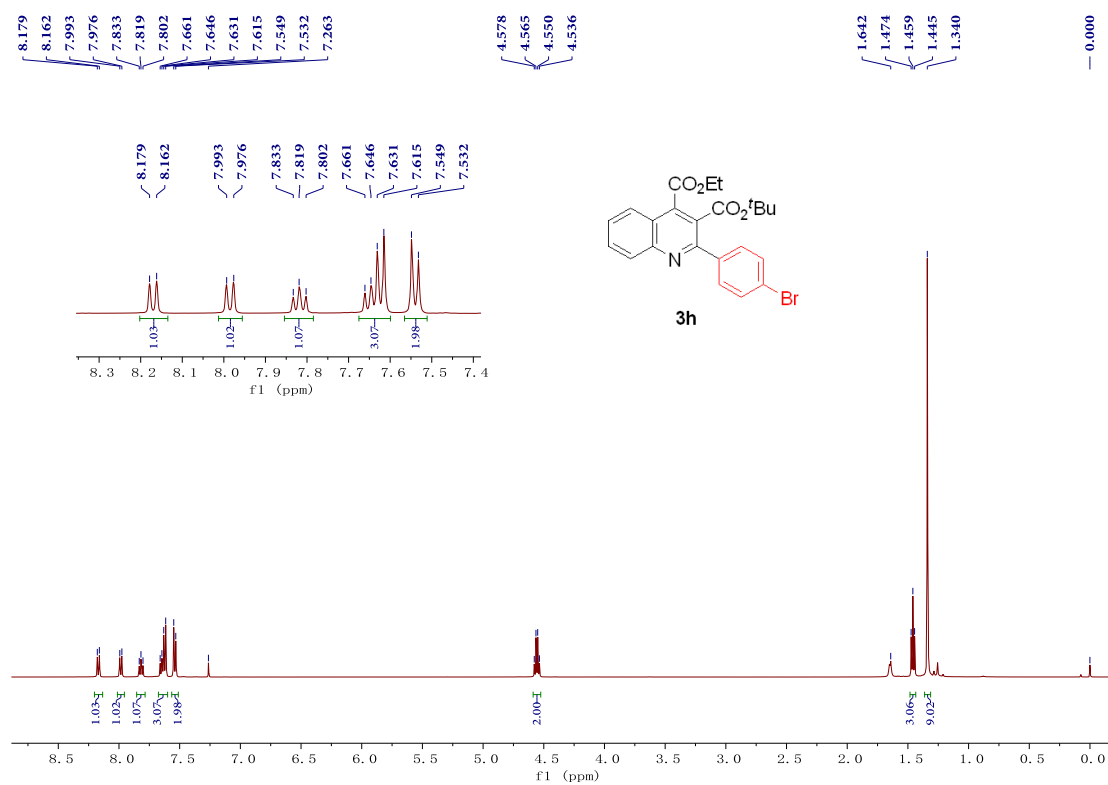 8.179 8.162 7.993 7.976 7.833 7.819 7.802 7.661 7.646 7.631 7.615 7.549 7.532 7.263 4.578 4.565 4.550 4.536 1.642 1.474 1.459 1.445 1.340 0.000
8.179 8.162 7.993 7.976 7.833 7.819 7.802 7.661 7.646 7.631 7.615 7.549 7.532
CO2Et
CO2tBu
N
Br
3h
1.03 1.02 1.07 3.07 1.98
8.3 8.2 8.1 8.0 7.9 7.8 7.7 7.6 7.5 7.4
f1 (ppm)
1.03 1.02 1.07 3.07 1.98 2.00 3.06 9.02
8.5 8.0 7.5 7.0 6.5 6.0 5.5 5.0 4.5 4.0 3.5 3.0 2.5 2.0 1.5 1.0 0.5 0.0
f1 (ppm)